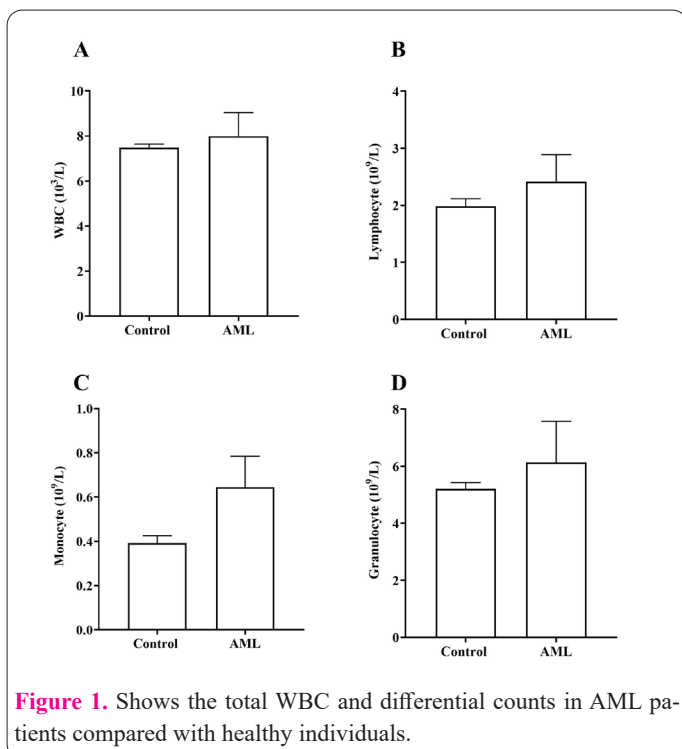 A
10
8
6
4
2
0
WBC (10³/L)
Control
AML
B
4
3
2
1
0
Lymphocyte (10⁹/L)
Control
AML
C
1.0
0.8
0.6
0.4
0.2
0.0
Monocyte (10⁹/L)
Control
AML
D
8
6
4
2
0
Granulocyte (10⁹/L)
Control
AML
Figure 1. Shows the total WBC and differential counts in AML pa-
tients compared with healthy individuals.